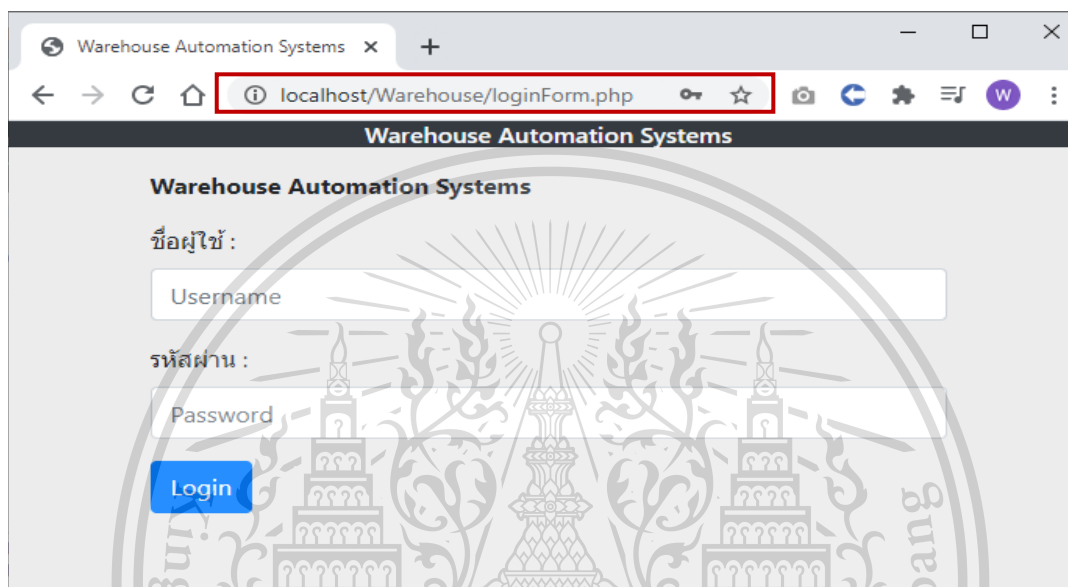 Warehouse Automation Systems
localhost/Warehouse/loginForm.php
W
Warehouse Automation Systems
Warehouse Automation Systems
ชื่อผู้ใช้ :
Username
รหัสผ่าน :
Password
Login